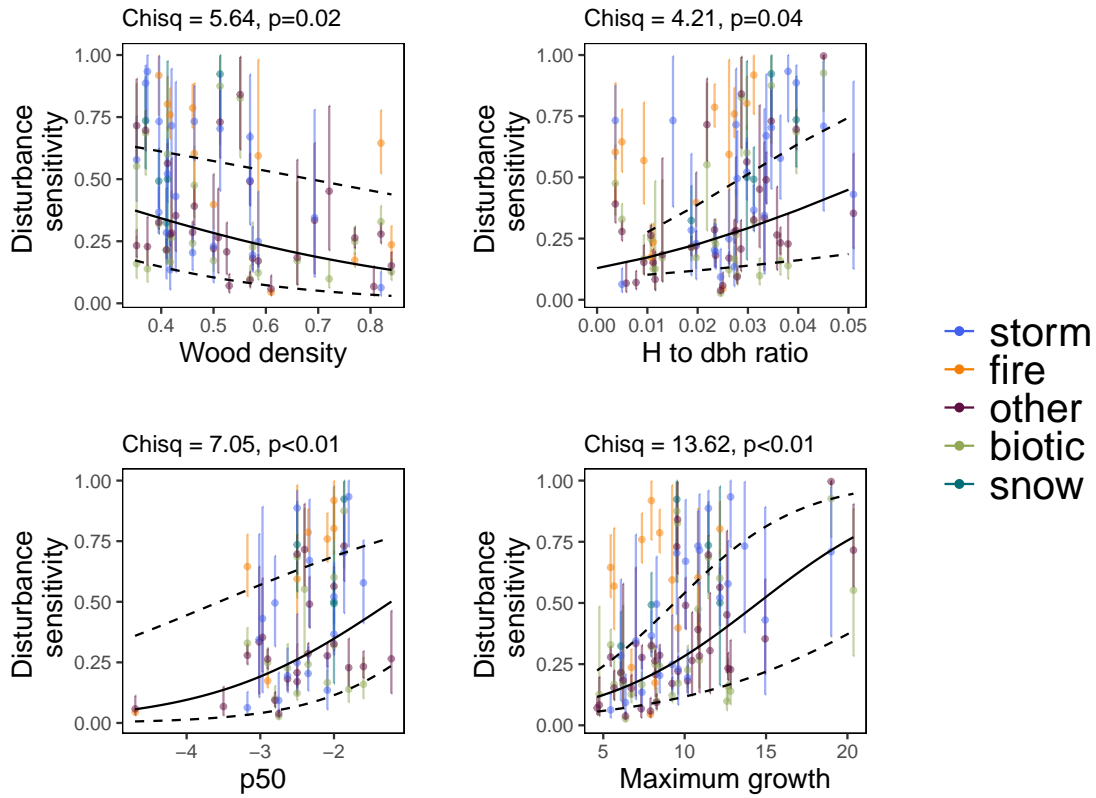 Chisq = 5.64, p=0.02
1.00
0.75
0.50
0.25
0.00
Disturbance
sensitivity
0.4 0.5 0.6 0.7 0.8
Wood density
Chisq = 4.21, p=0.04
1.00
0.75
0.50
0.25
0.00
Disturbance
sensitivity
0.00 0.01 0.02 0.03 0.04 0.05
H to dbh ratio
Chisq = 7.05, p<0.01
1.00
0.75
0.50
0.25
0.00
Disturbance
sensitivity
−4 −3 −2
p50
Chisq = 13.62, p<0.01
1.00
0.75
0.50
0.25
0.00
Disturbance
sensitivity
5 10 15 20
Maximum growth
storm
fire
other
biotic
snow